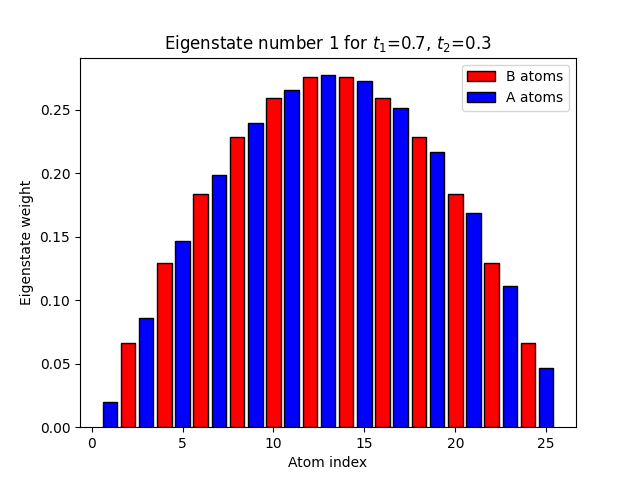 Eigenstate number 1 for t₁=0.7, t₂=0.3
B atoms
A atoms
Eigenstate weight
0.25
0.20
0.15
0.10
0.05
0.00
0 5 10 15 20 25
Atom index